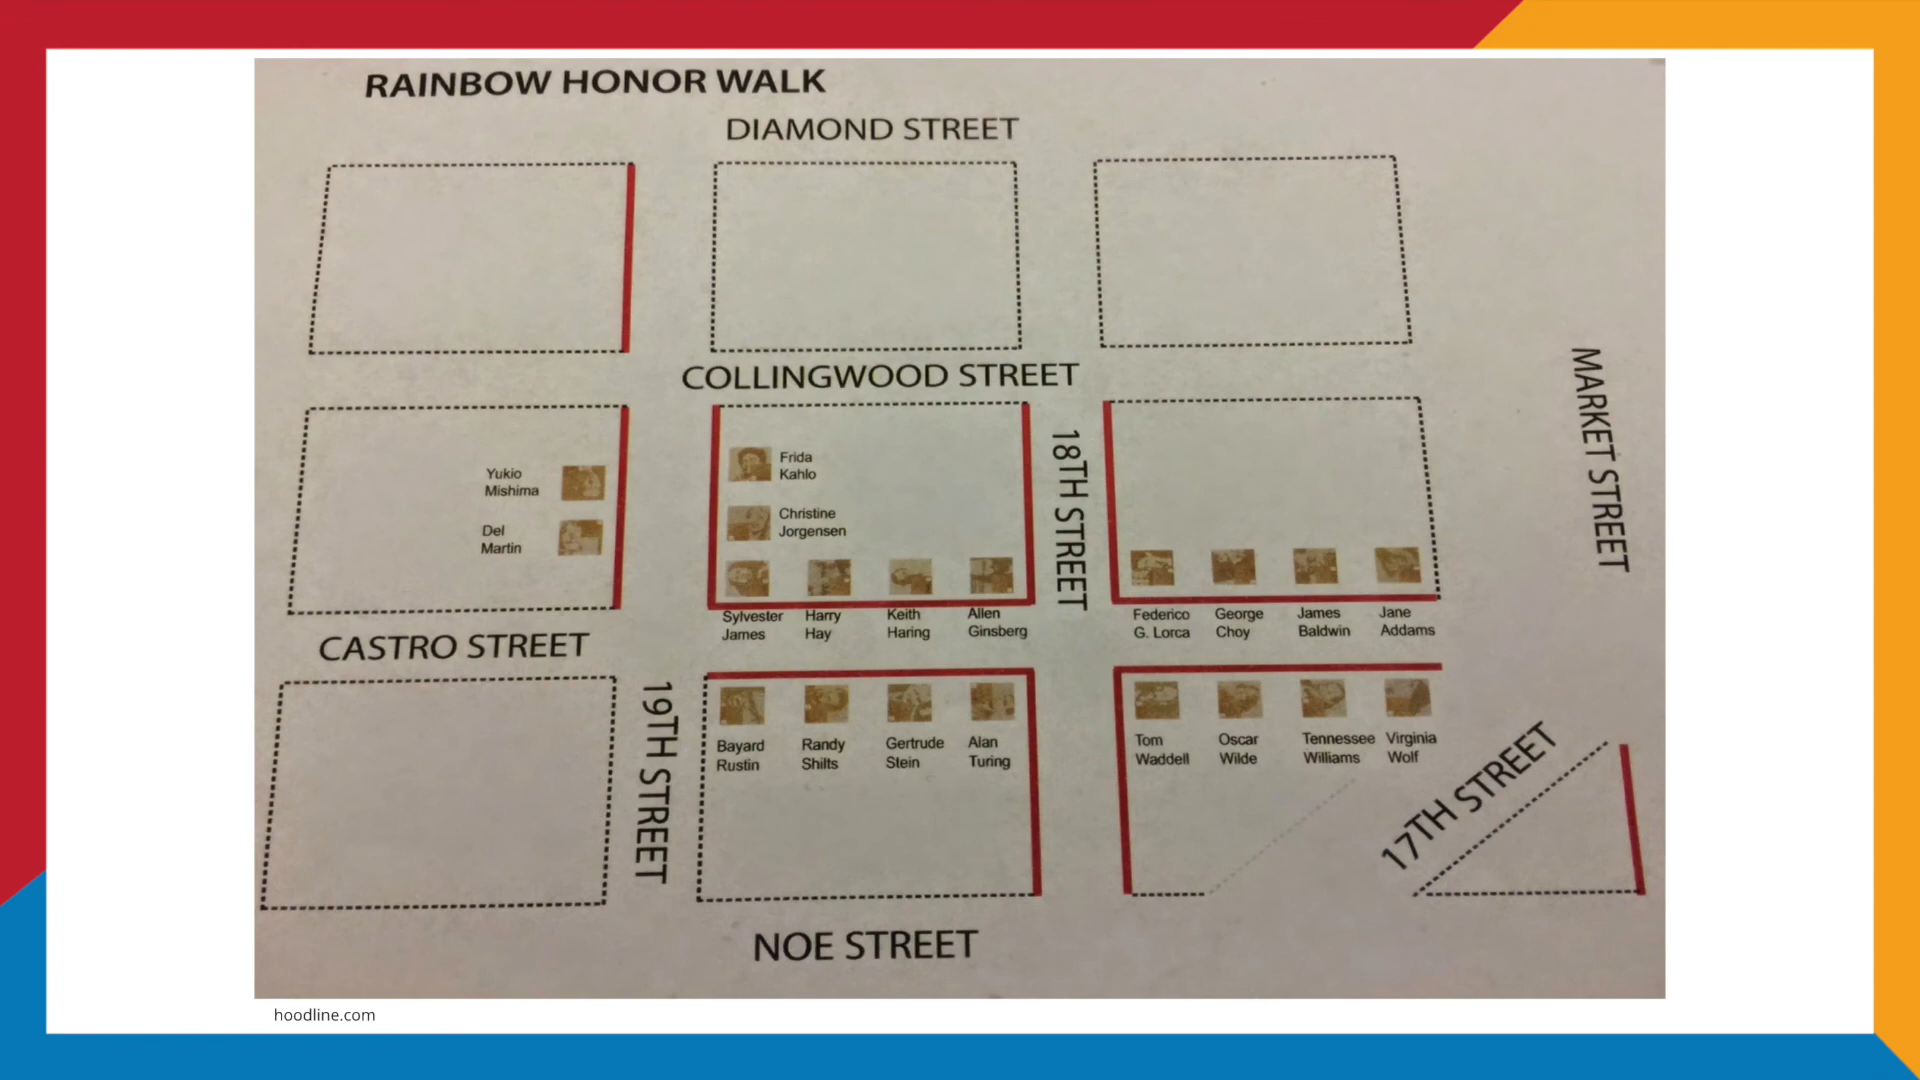 RAINBOW HONOR WALK
DIAMOND STREET
COLLINGWOOD STREET
MARKET STREET
18TH STREET
Yukio
Mishima
Del
Martin
Frida
Kahlo
Christine
Jorgensen
Sylvester
James
Harry
Hay
Keith
Haring
Allen
Ginsberg
Federico
G. Lorca
George
Choy
James
Baldwin
Jane
Addams
CASTRO STREET
19TH STREET
Bayard
Rustin
Randy
Shilts
Gertrude
Stein
Alan
Turing
Tom
Waddell
Oscar
Wilde
Tennessee
Williams
Virginia
Wolf
17TH STREET
NOE STREET
hoodline.com